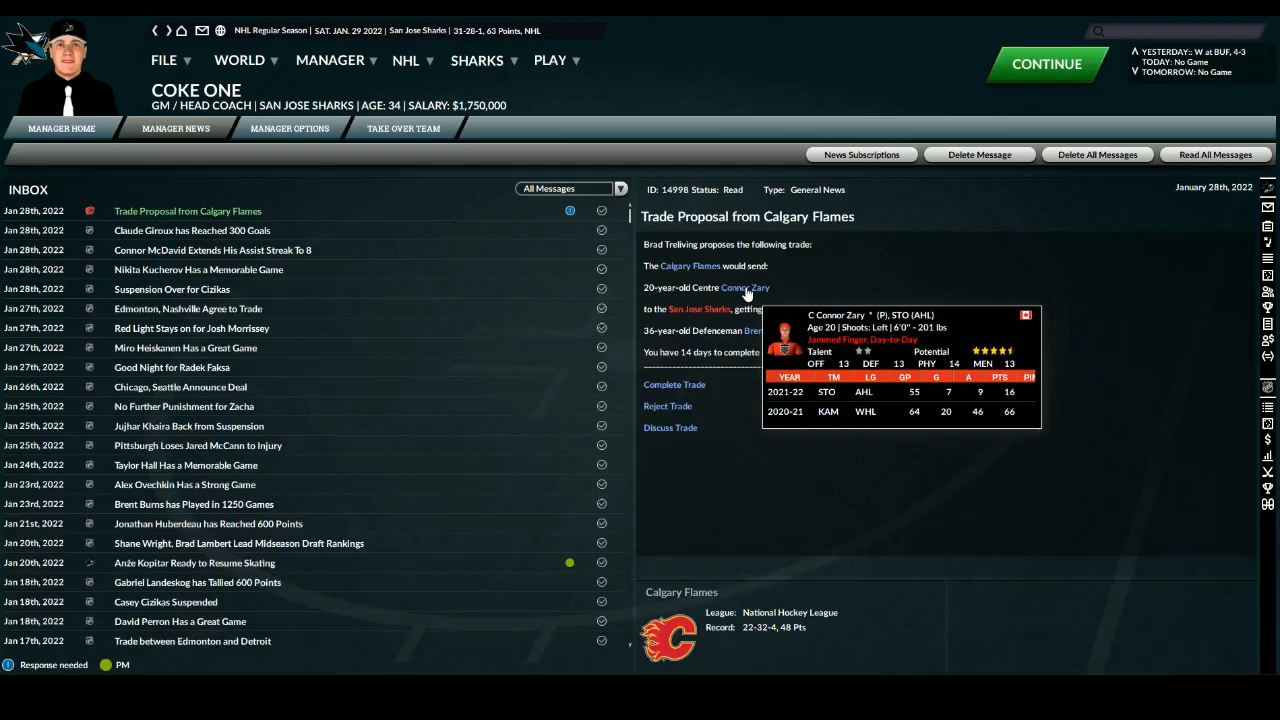 NHL Regular Season | SAT. JAN. 29 2022 | San Jose Sharks | 31-28-1, 63 Points, NHL
FILE WORLD MANAGER NHL SHARKS PLAY
CONTINUE
YESTERDAY:: W at BUF, 4-3
TODAY: No Game
TOMORROW: No Game
COKE ONE
GM / HEAD COACH | SAN JOSE SHARKS | AGE: 34 | SALARY: $1,750,000
MANAGER HOME MANAGER NEWS MANAGER OPTIONS TAKE OVER TEAM
News Subscriptions Delete Message Delete All Messages Read All Messages
INBOX
All Messages
Jan 28th, 2022 Trade Proposal from Calgary Flames
Jan 28th, 2022 Claude Giroux has Reached 300 Goals
Jan 28th, 2022 Connor McDavid Extends His Assist Streak To 8
Jan 28th, 2022 Nikita Kucherov Has a Memorable Game
Jan 28th, 2022 Suspension Over for Cizikas
Jan 27th, 2022 Edmonton, Nashville Agree to Trade
Jan 27th, 2022 Red Light Stays on for Josh Morrissey
Jan 27th, 2022 Miro Heiskanen Has a Great Game
Jan 27th, 2022 Good Night for Radek Faksa
Jan 26th, 2022 Chicago, Seattle Announce Deal
Jan 25th, 2022 No Further Punishment for Zacha
Jan 25th, 2022 Jujhar Khaira Back from Suspension
Jan 25th, 2022 Pittsburgh Loses Jared McCann to Injury
Jan 24th, 2022 Taylor Hall Has a Memorable Game
Jan 23rd, 2022 Alex Ovechkin Has a Strong Game
Jan 23rd, 2022 Brent Burns has Played in 1250 Games
Jan 21st, 2022 Jonathan Huberdeau has Reached 600 Points
Jan 20th, 2022 Shane Wright, Brad Lambert Lead Midseason Draft Rankings
Jan 20th, 2022 Anže Kopitar Ready to Resume Skating
Jan 18th, 2022 Gabriel Landeskog has Tallied 600 Points
Jan 18th, 2022 Casey Cizikas Suspended
Jan 18th, 2022 David Perron Has a Great Game
Jan 17th, 2022 Trade between Edmonton and Detroit
Response needed PM
ID: 14998 Status: Read Type: General News
January 28th, 2022
Trade Proposal from Calgary Flames
Brad Treliving proposes the following trade:
The Calgary Flames would send:
20-year-old Centre Connor Zary
to the San Jose Sharks, getting
36-year-old Defenceman Bren
You have 14 days to complete
Complete Trade
Reject Trade
Discuss Trade
C Connor Zary * (P), STO (AHL)
Age 20 | Shoots: Left | 6'0" - 201 lbs
Jammed Finger, Day-to-Day
Talent Potential
OFF 13 DEF 13 PHY 14 MEN 13
YEAR TM LG GP G A PTS PI
2021-22 STO AHL 55 7 9 16
2020-21 KAM WHL 64 20 46 66
Calgary Flames
League: National Hockey League
Record: 22-32-4, 48 Pts